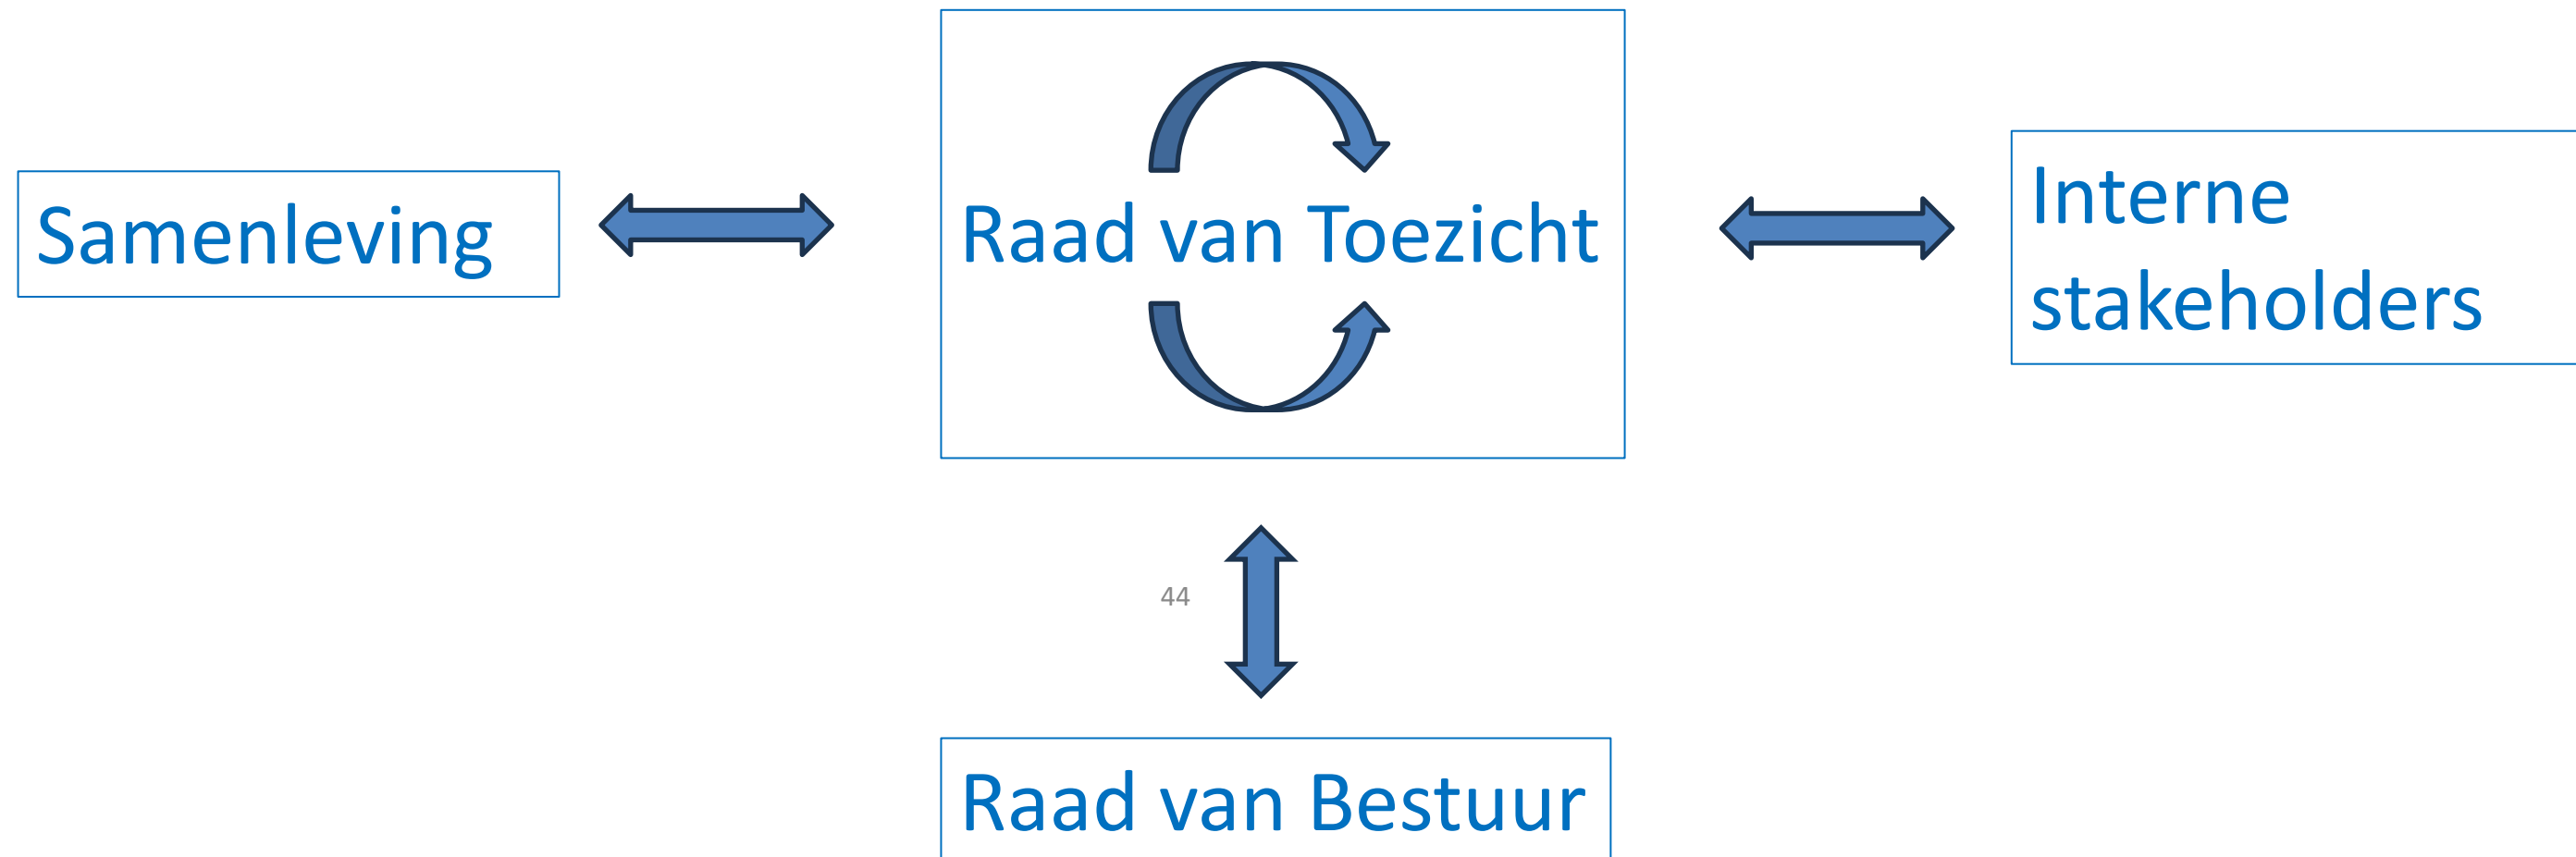 Samenleving
Raad van Toezicht
Interne
stakeholders
44
Raad van Bestuur